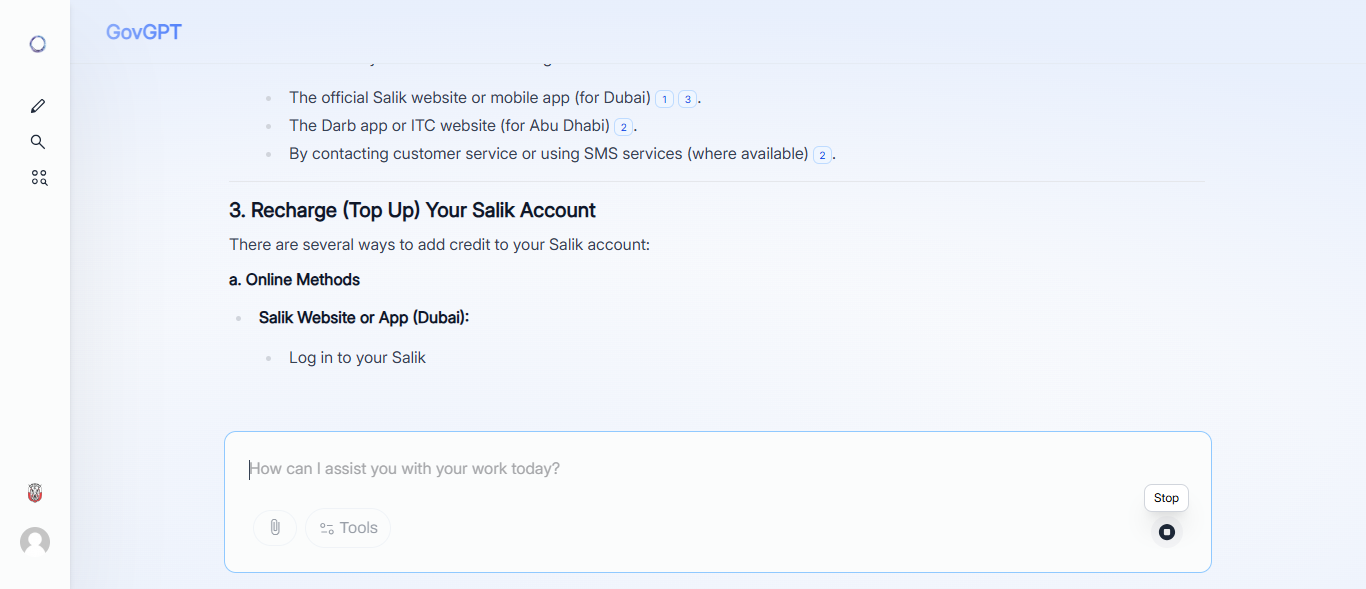 GovGPT
The official Salik website or mobile app (for Dubai) 1 3.
The Darb app or ITC website (for Abu Dhabi) 2.
By contacting customer service or using SMS services (where available) 2.
3. Recharge (Top Up) Your Salik Account
There are several ways to add credit to your Salik account:
a. Online Methods
Salik Website or App (Dubai):
Log in to your Salik
How can I assist you with your work today?
Stop
Tools